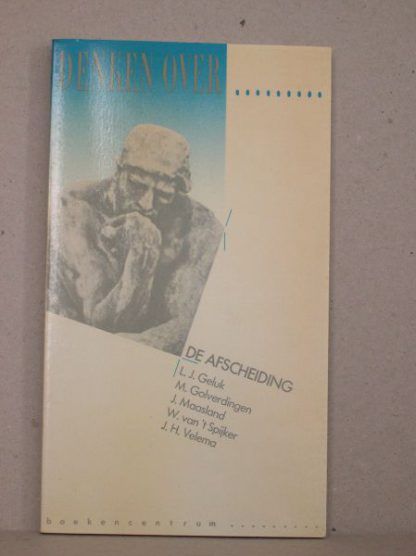 DENKEN OVER .........
DE AFSCHEIDING
L. J. Geluk
M. Golverdingen
J. Maasland
W. van 't Spijker
J. H. Velema
boekencentrum .........